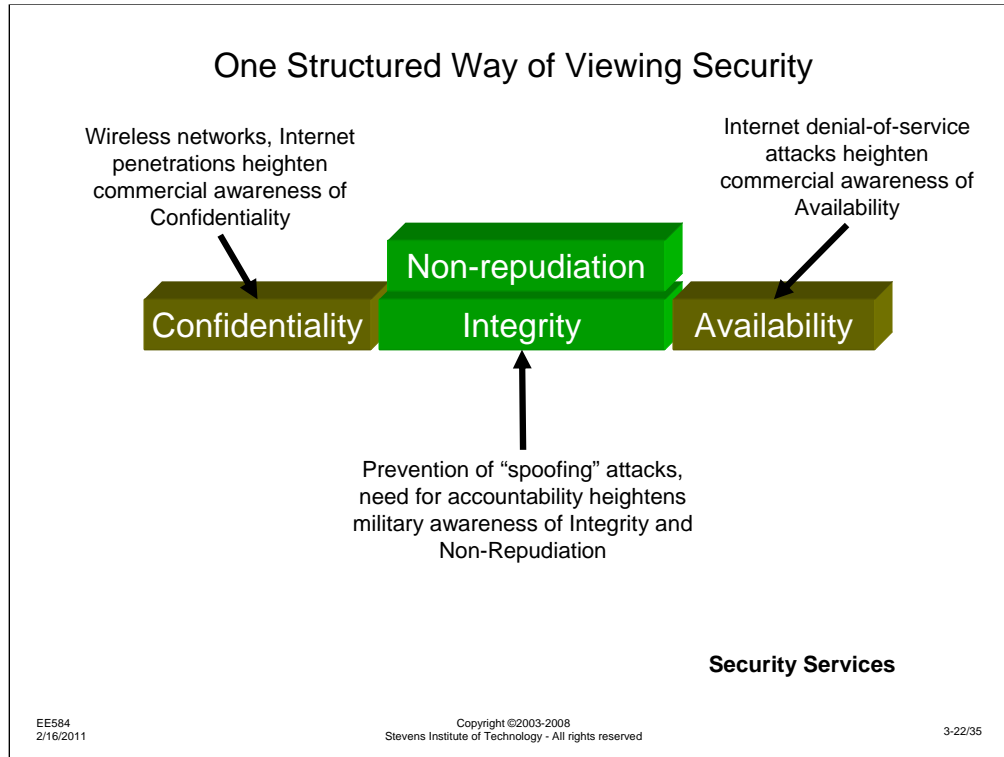 One Structured Way of Viewing Security
Wireless networks, Internet
penetrations heighten
commercial awareness of
Confidentiality
Internet denial-of-service
attacks heighten
commercial awareness of
Availability
Non-repudiation
Confidentiality
Integrity
Availability
Prevention of “spoofing” attacks,
need for accountability heightens
military awareness of Integrity and
Non-Repudiation
Security Services
EE584
2/16/2011
Copyright ©2003-2008
Stevens Institute of Technology - All rights reserved
3-22/35